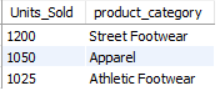 Units_Sold product_category
1200 Street Footwear
1050 Apparel
1025 Athletic Footwear